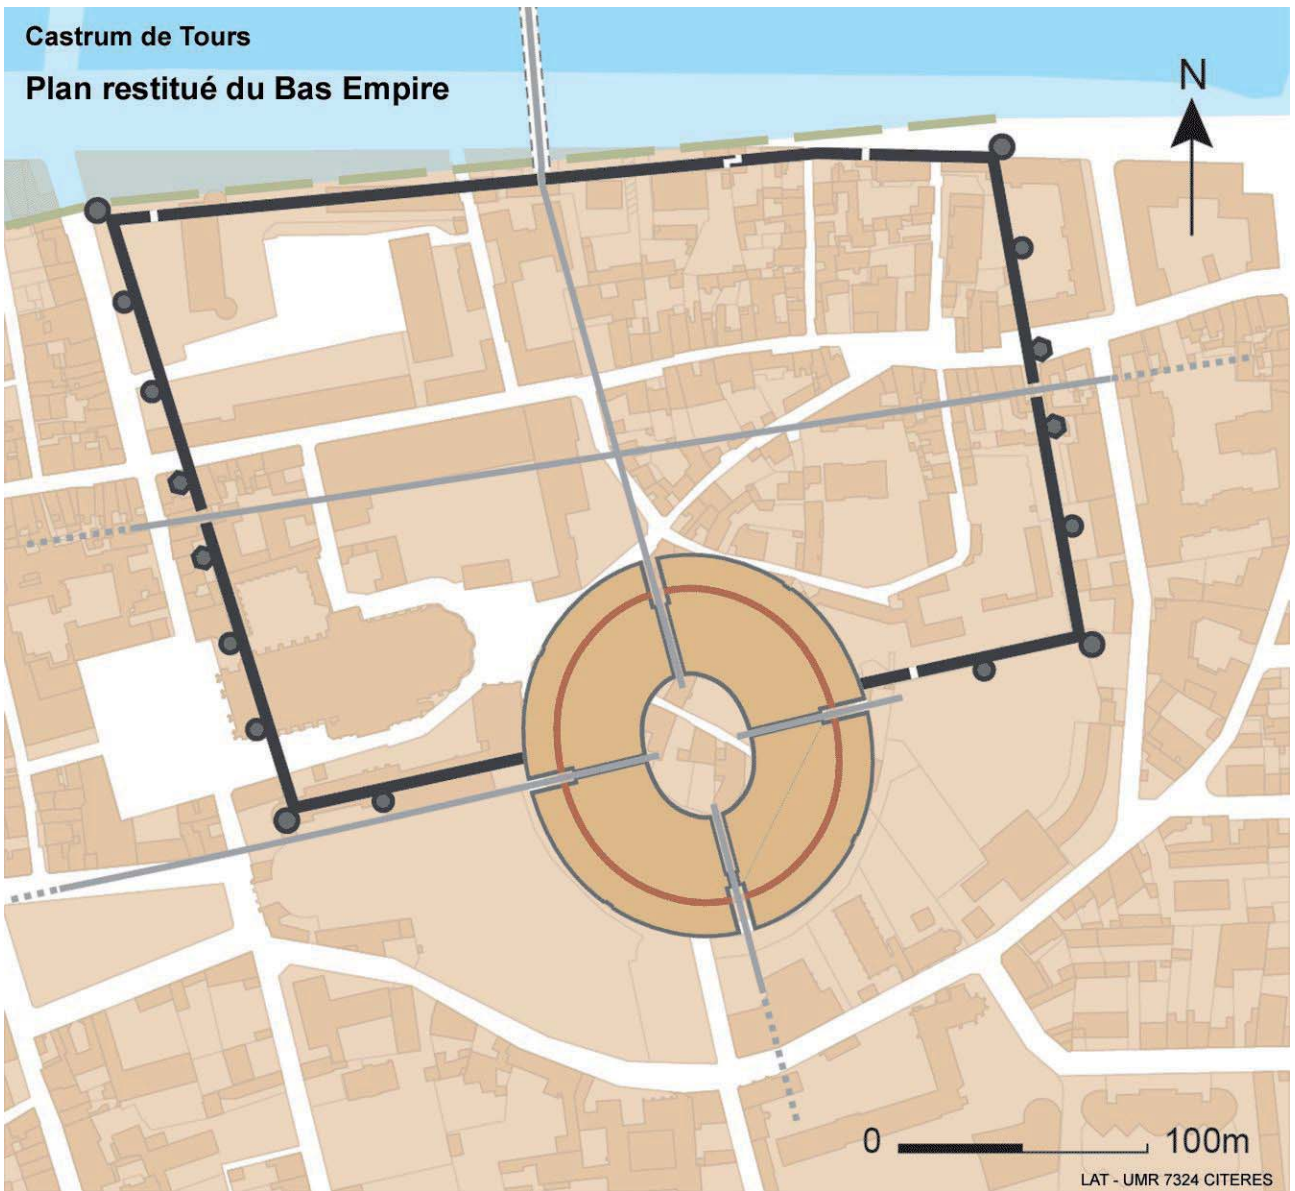 Castrum de Tours
Plan restitué du Bas Empire
N
0 100m
LAT - UMR 7324 CITERES